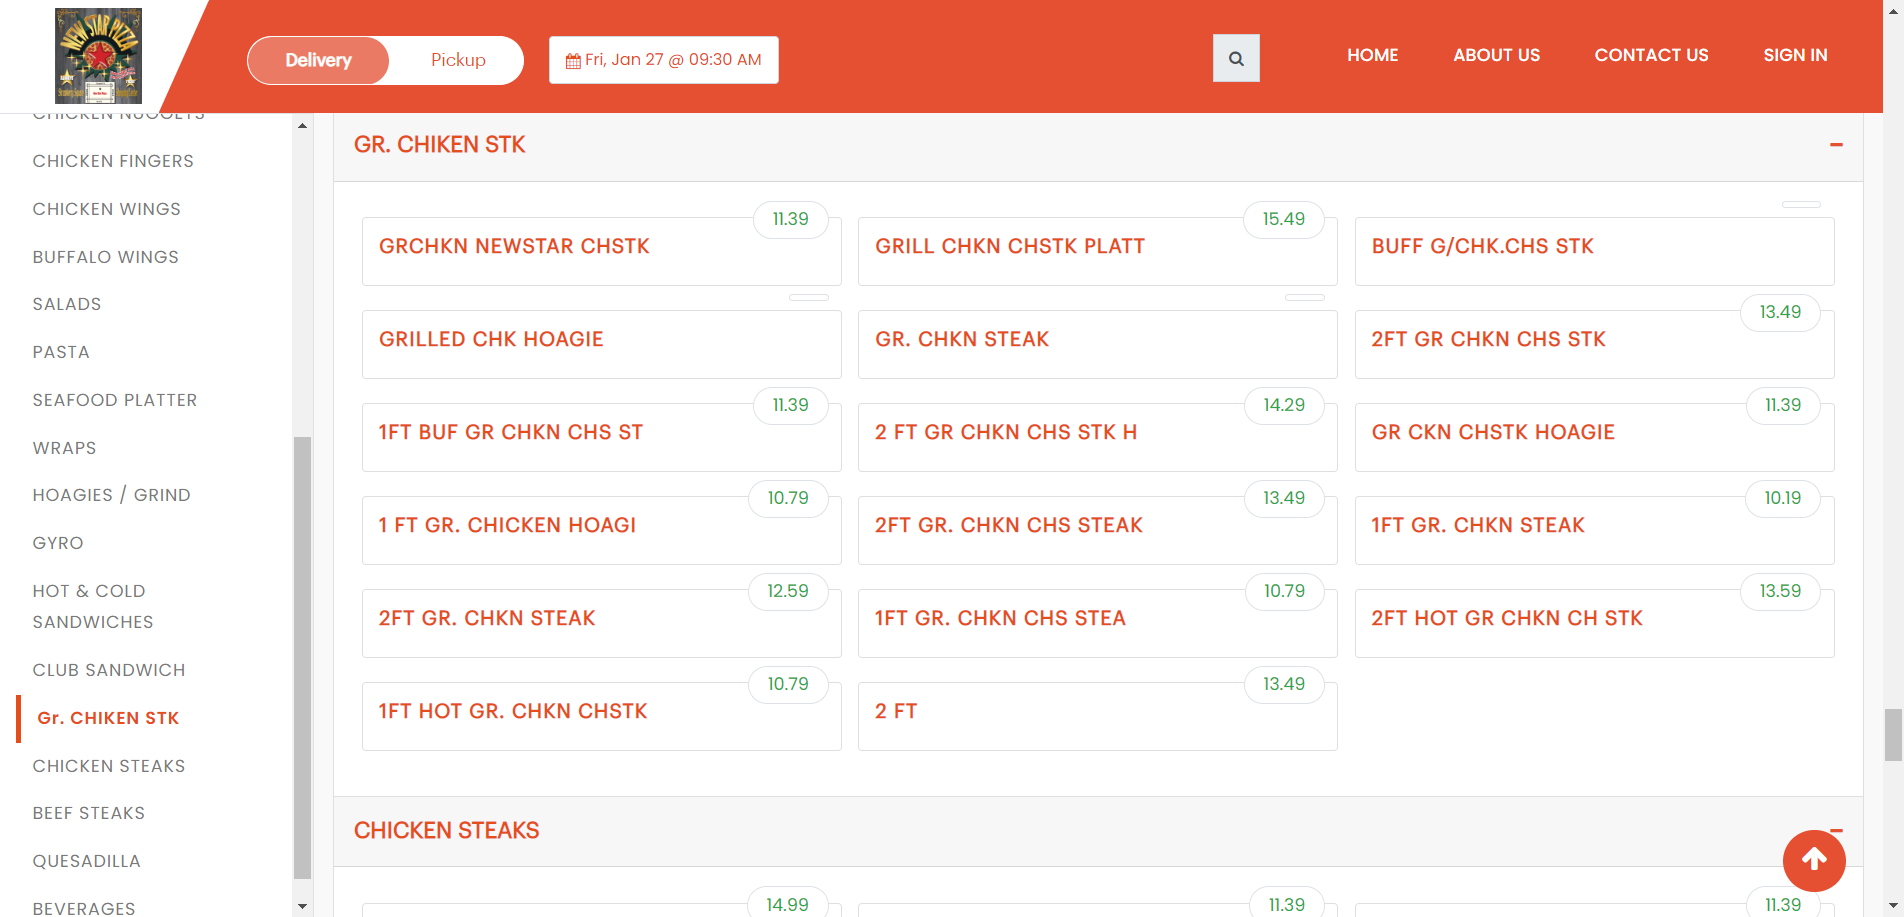 NEW STAR PIZZA
Delivery
Pickup
Fri, Jan 27 @ 09:30 AM
HOME
ABOUT US
CONTACT US
SIGN IN
CHICKEN NUGGETS
CHICKEN FINGERS
CHICKEN WINGS
BUFFALO WINGS
SALADS
PASTA
SEAFOOD PLATTER
WRAPS
HOAGIES / GRIND
GYRO
HOT & COLD
SANDWICHES
CLUB SANDWICH
Gr. CHIKEN STK
CHICKEN STEAKS
BEEF STEAKS
QUESADILLA
BEVERAGES
GR. CHIKEN STK
11.39
GRCHKN NEWSTAR CHSTK
15.49
GRILL CHKN CHSTK PLATT
BUFF G/CHK.CHS STK
GRILLED CHK HOAGIE
GR. CHKN STEAK
13.49
2FT GR CHKN CHS STK
11.39
1FT BUF GR CHKN CHS ST
14.29
2 FT GR CHKN CHS STK H
11.39
GR CKN CHSTK HOAGIE
10.79
1 FT GR. CHICKEN HOAGI
13.49
2FT GR. CHKN CHS STEAK
10.19
1FT GR. CHKN STEAK
12.59
2FT GR. CHKN STEAK
10.79
1FT GR. CHKN CHS STEA
13.59
2FT HOT GR CHKN CH STK
10.79
1FT HOT GR. CHKN CHSTK
13.49
2 FT
CHICKEN STEAKS
14.99
11.39
11.39